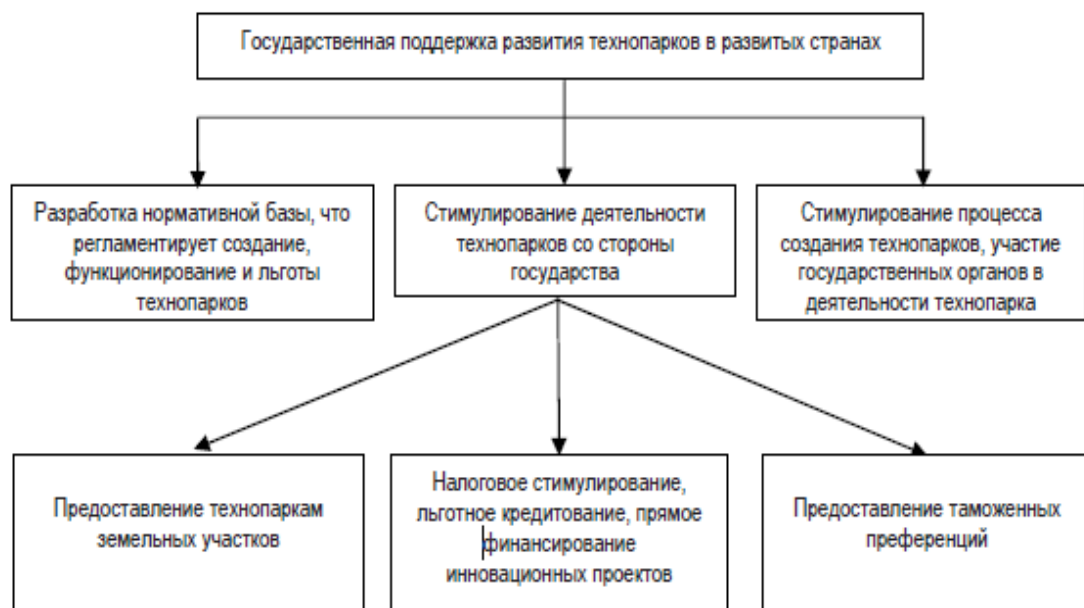 Государственная поддержка развития технопарков в развитых странах
Разработка нормативной базы, что
регламентирует создание,
функционирование и льготы
технопарков
Стимулирование деятельности
технопарков со стороны
государства
Стимулирование процесса
создания технопарков, участие
государственных органов в
деятельности технопарка
Предоставление технопаркам
земельных участков
Налоговое стимулирование,
льготное кредитование, прямое
финансирование
инновационных проектов
Предоставление таможенных
преференций